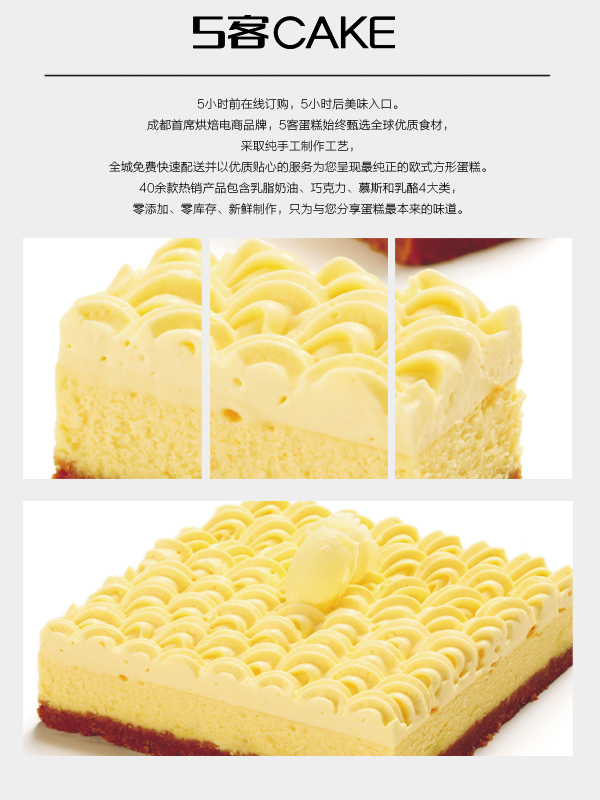 5客CAKE
5小时前在线订购，5小时后美味入口。
成都首席烘焙电商品牌，5客蛋糕始终甄选全球优质食材，
采取纯手工制作工艺，
全城免费快速配送并以优质贴心的服务为您呈现最纯正的欧式方形蛋糕。
40余款热销产品包含乳脂奶油、巧克力、慕斯和乳酪4大类，
零添加、零库存、新鲜制作，只为与您分享蛋糕最本来的味道。